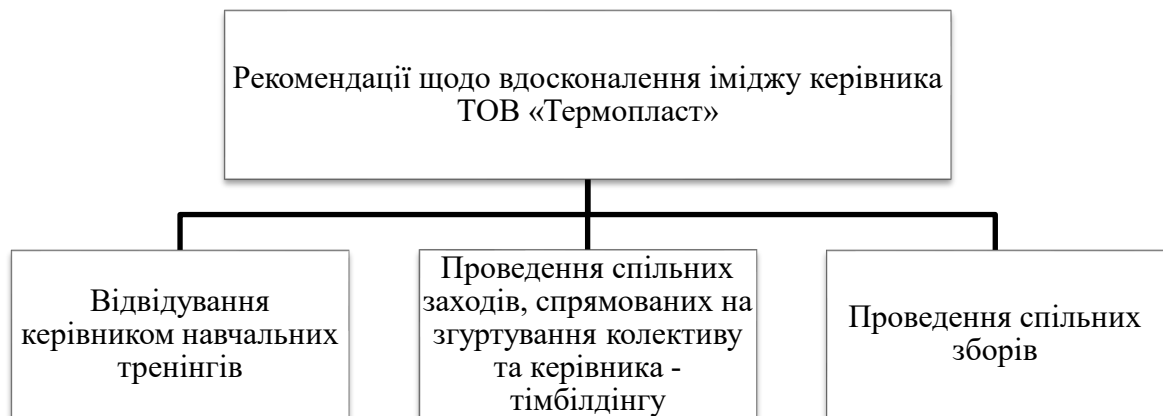 Рекомендації щодо вдосконалення іміджу керівника
ТОВ «Термопласт»
Відвідування
керівником навчальних
тренінгів
Проведення спільних
заходів, спрямованих на
згуртування колективу
та керівника -
тімбілдінгу
Проведення спільних
зборів